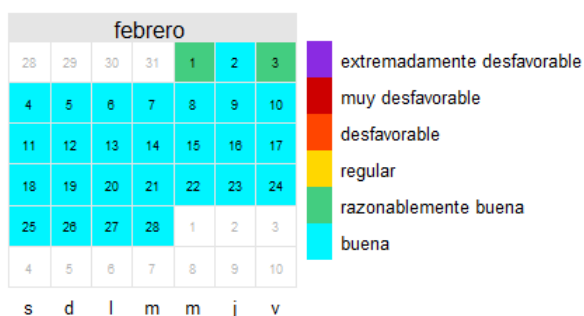 febrero
28 29 30 31 1 2 3
4 5 6 7 8 9 10
11 12 13 14 15 16 17
18 19 20 21 22 23 24
25 26 27 28 1 2 3
4 5 6 7 8 9 10
s d l m m j v
extremadamente desfavorable
muy desfavorable
desfavorable
regular
razonablemente buena
buena